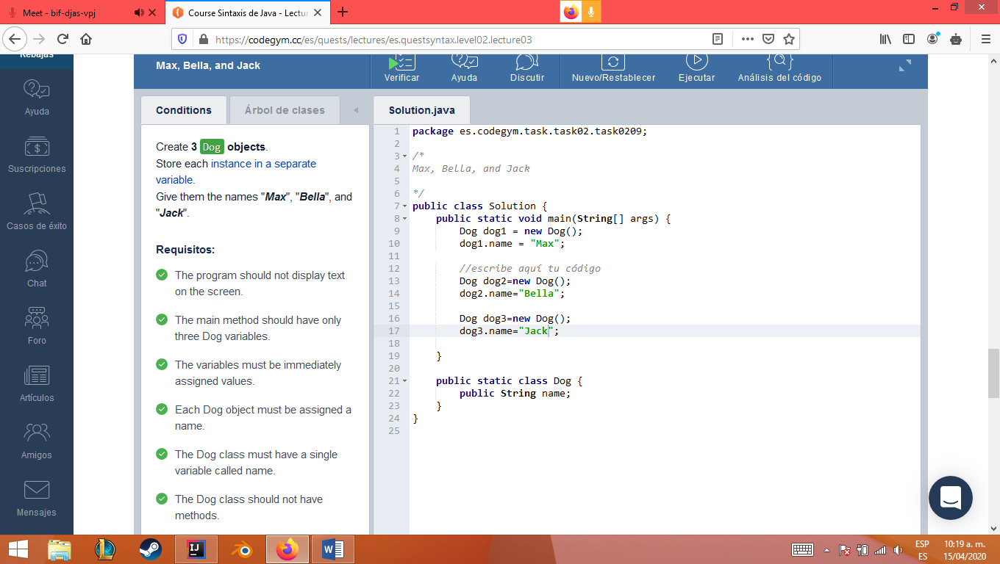 Meet - bif-djas-vpj
Course Sintaxis de Java - Lectur
https://codegym.cc/es/quests/lectures/es.questsyntax.level02.lecture03
Rebajas
Ayuda
Suscripciones
Casos de éxito
Chat
Foro
Artículos
Amigos
Mensajes
Max, Bella, and Jack
Verificar
Ayuda
Discutir
Nuevo/Restablecer
Ejecutar
Análisis del código
Conditions
Árbol de clases
Solution.java
Create 3 Dog objects.
Store each instance in a separate
variable.
Give them the names "Max", "Bella", and
"Jack".
Requisitos:
The program should not display text
on the screen.
The main method should have only
three Dog variables.
The variables must be immediately
assigned values.
Each Dog object must be assigned a
name.
The Dog class must have a single
variable called name.
The Dog class should not have
methods.
1 package es.codegym.task.task02.task0209;
2
3 /*
4 Max, Bella, and Jack
5
6 */
7 public class Solution {
8 public static void main(String[] args) {
9 Dog dog1 = new Dog();
10 dog1.name = "Max";
11
12 //escribe aquí tu código
13 Dog dog2=new Dog();
14 dog2.name="Bella";
15
16 Dog dog3=new Dog();
17 dog3.name="Jack";
18
19 }
20
21 public static class Dog {
22 public String name;
23 }
24 }
25
ESP
ES
10:19 a. m.
15/04/2020